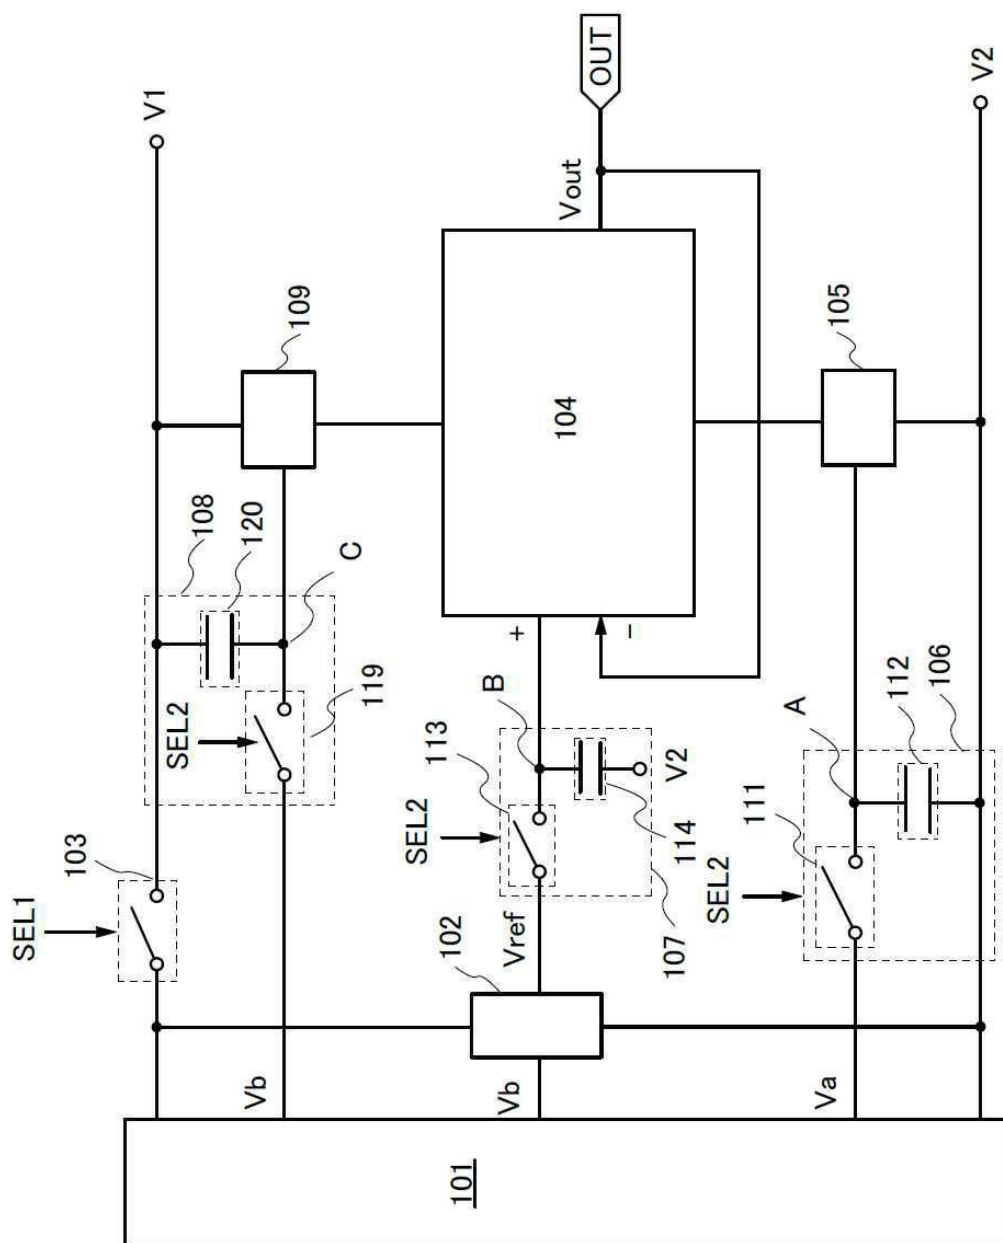 SEL1
103
V1
108
120
109
SEL2
C
119
Vb
OUT
Vout
104
+
−
B
113
SEL2
Vref
102
Vb
V2
114
107
105
A
111
SEL2
112
106
Va
V2
101